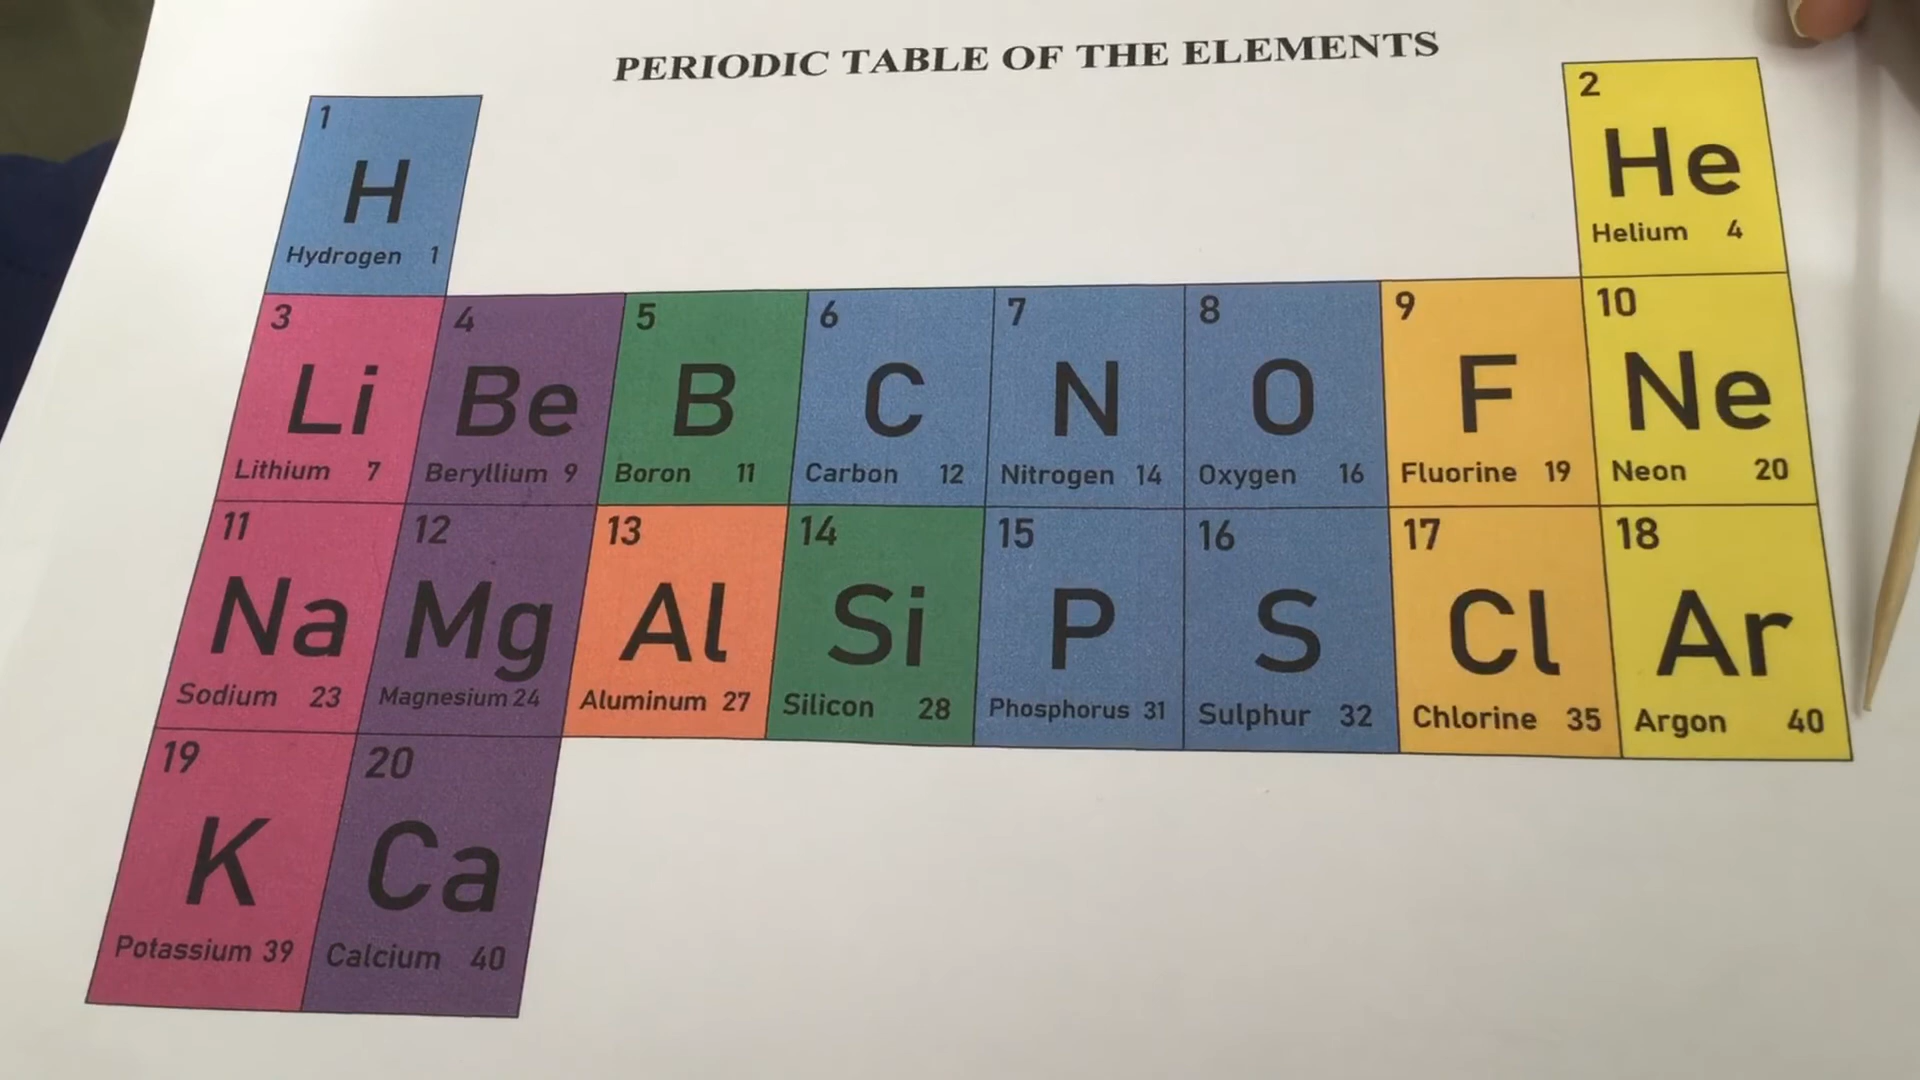 PERIODIC TABLE OF THE ELEMENTS
1
H
Hydrogen 1
2
He
Helium 4
3
Li
Lithium 7
4
Be
Beryllium 9
5
B
Boron 11
6
C
Carbon 12
7
N
Nitrogen 14
8
O
Oxygen 16
9
F
Fluorine 19
10
Ne
Neon 20
11
Na
Sodium 23
12
Mg
Magnesium 24
13
Al
Aluminum 27
14
Si
Silicon 28
15
P
Phosphorus 31
16
S
Sulphur 32
17
Cl
Chlorine 35
18
Ar
Argon 40
19
K
Potassium 39
20
Ca
Calcium 40